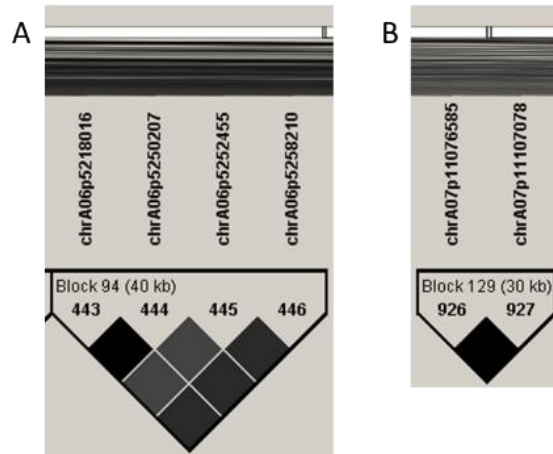 A
chrA06p5218016
chrA06p5250207
chrA06p5252455
chrA06p5258210
Block 94 (40 kb)
443 444 445 446
B
chrA07p11076585
chrA07p11107078
Block 129 (30 kb)
926 927